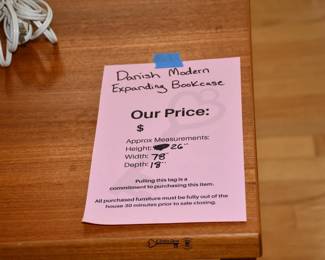 Danish Modern
Expanding Bookcase
Our Price:
$
Approx Measurements:
Height: 26"
Width: 78
Depth: 18"
Pulling this tag is a
commitment to purchasing this item.
All purchased furniture must be fully out of the
house 30 minutes prior to sale closing.